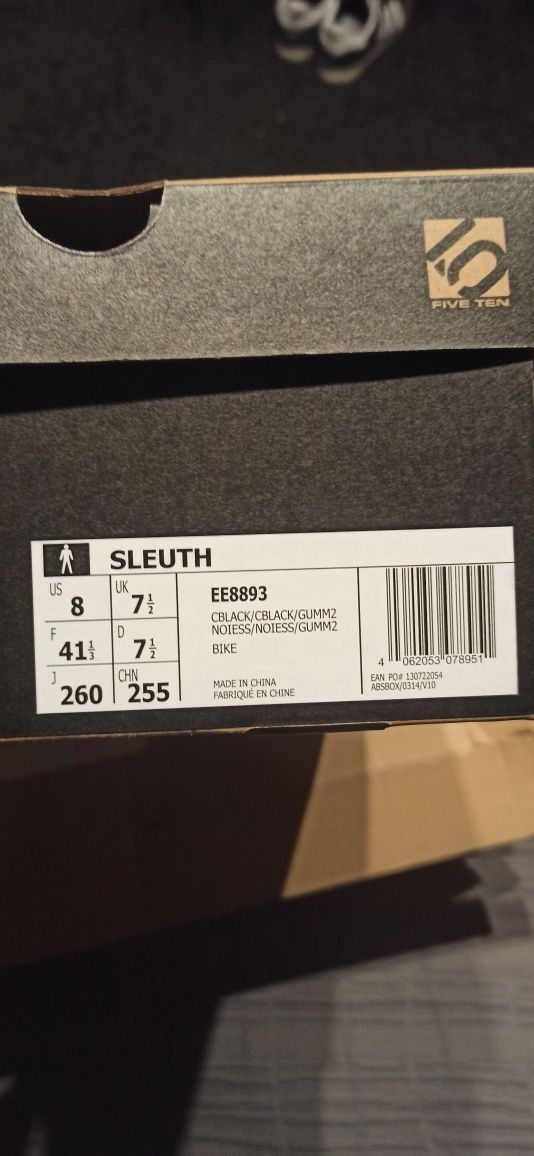 FIVE TEN
SLEUTH
US 8
UK 7½
F 41⅓
D 7½
J 260
CHN 255
EE8893
CBLACK/CBLACK/GUMM2
NOIESS/NOIESS/GUMM2
BIKE
MADE IN CHINA
FABRIQUÉ EN CHINE
4 062053 078951
EAN PO# 130722054
ABSBOX/0314/V10